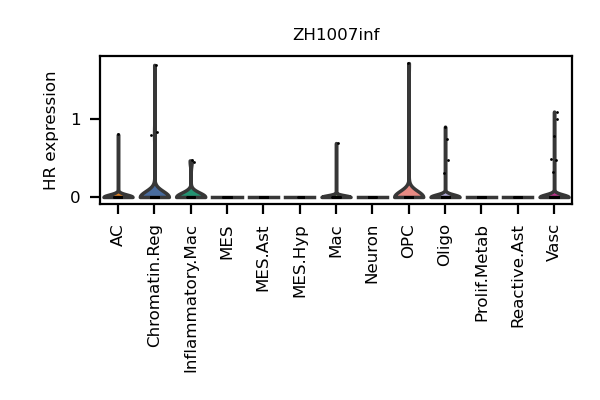 ZH1007inf
HR expression
1
0
AC
Chromatin.Reg
Inflammatory.Mac
MES
MES.Ast
MES.Hyp
Mac
Neuron
OPC
Oligo
Prolif.Metab
Reactive.Ast
Vasc